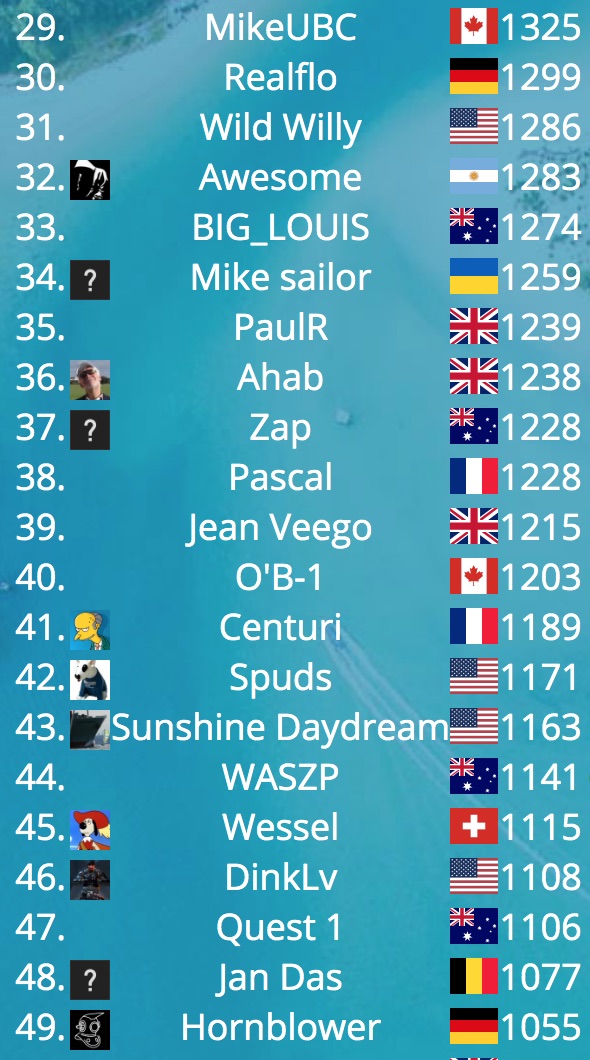 29. MikeUBC 1325
30. Realflo 1299
31. Wild Willy 1286
32. Awesome 1283
33. BIG_LOUIS 1274
34. ? Mike sailor 1259
35. PaulR 1239
36. Ahab 1238
37. ? Zap 1228
38. Pascal 1228
39. Jean Veego 1215
40. O'B-1 1203
41. Centuri 1189
42. Spuds 1171
43. Sunshine Daydream 1163
44. WASZP 1141
45. Wessel 1115
46. DinkLv 1108
47. Quest 1 1106
48. ? Jan Das 1077
49. Hornblower 1055